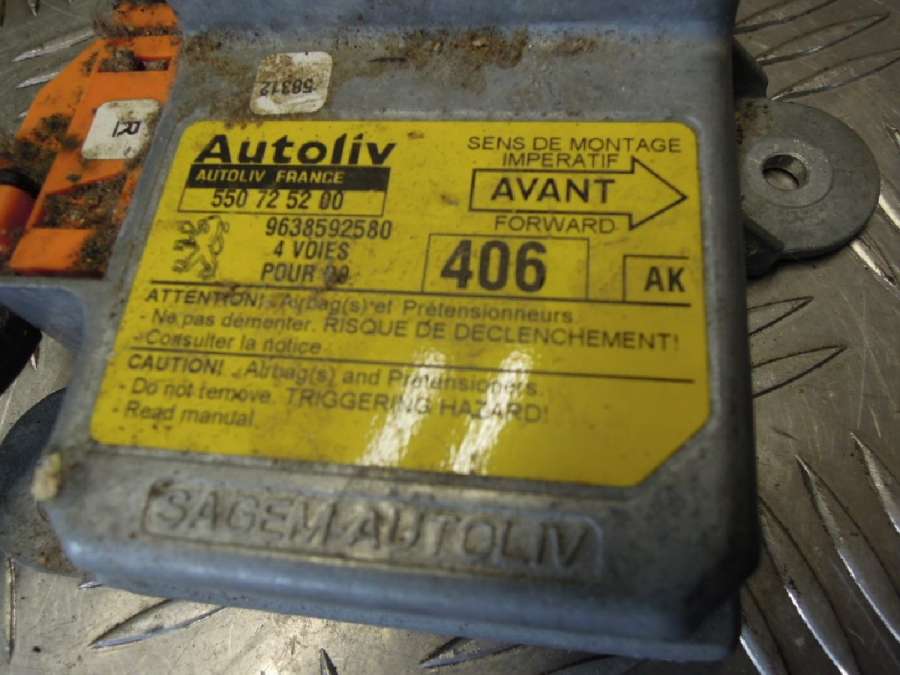 58312
R1
Autoliv
AUTOLIV FRANCE
550 72 52 00
9638592580
4 VOIES
POUR 99
SENS DE MONTAGE
IMPERATIF
AVANT
FORWARD
406
AK
ATTENTION! - Airbag(s) et Prétensionneurs
- Ne pas démonter. RISQUE DE DECLENCHEMENT!
- Consulter la notice.
CAUTION! - Airbag(s) and Pretensioners.
- Do not remove. TRIGGERING HAZARD!
- Read manual.
SAGEM-AUTOLIV